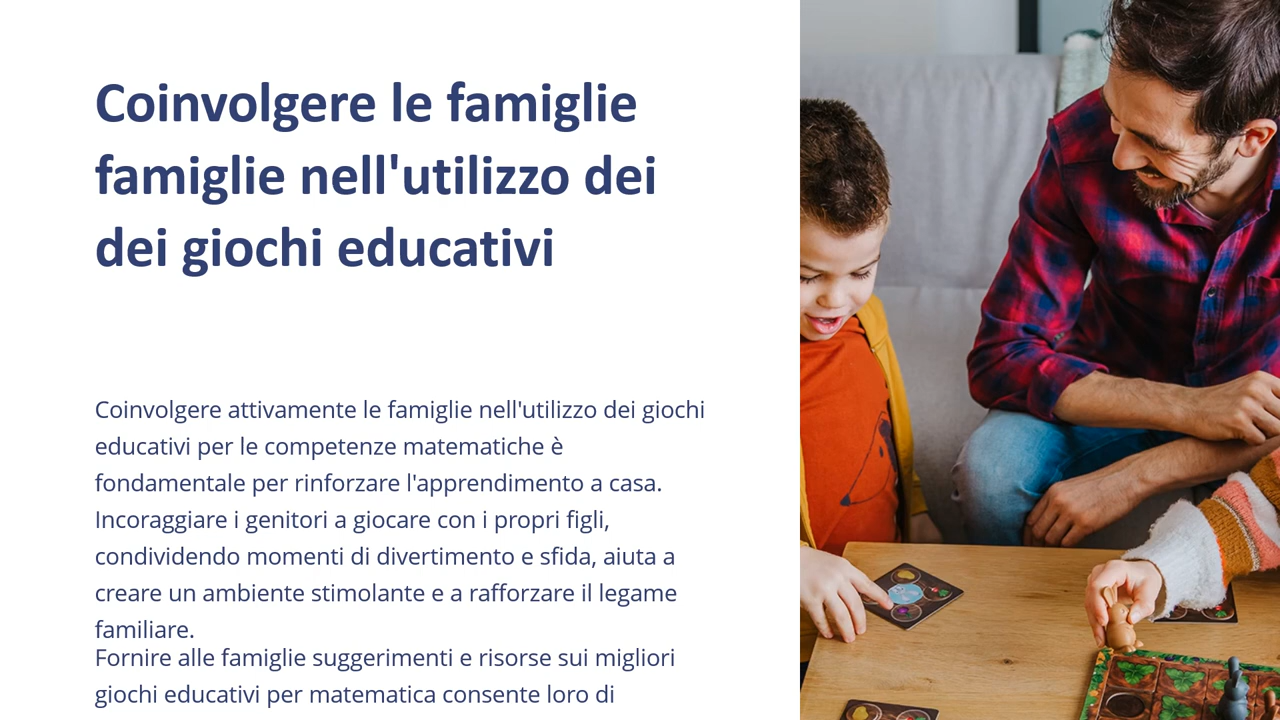 Coinvolgere le famiglie
famiglie nell'utilizzo dei
dei giochi educativi
Coinvolgere attivamente le famiglie nell'utilizzo dei giochi
educativi per le competenze matematiche è
fondamentale per rinforzare l'apprendimento a casa.
Incoraggiare i genitori a giocare con i propri figli,
condividendo momenti di divertimento e sfida, aiuta a
creare un ambiente stimolante e a rafforzare il legame
familiare.
Fornire alle famiglie suggerimenti e risorse sui migliori
giochi educativi per matematica consente loro di